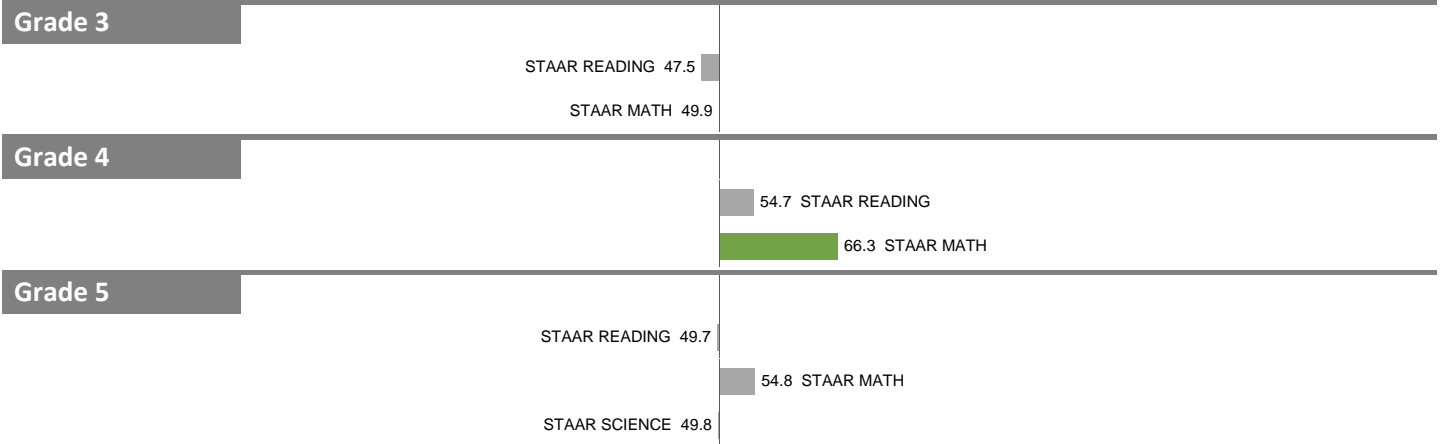 Grade 3
STAAR READING 47.5
STAAR MATH 49.9
Grade 4
54.7 STAAR READING
66.3 STAAR MATH
Grade 5
STAAR READING 49.7
54.8 STAAR MATH
STAAR SCIENCE 49.8